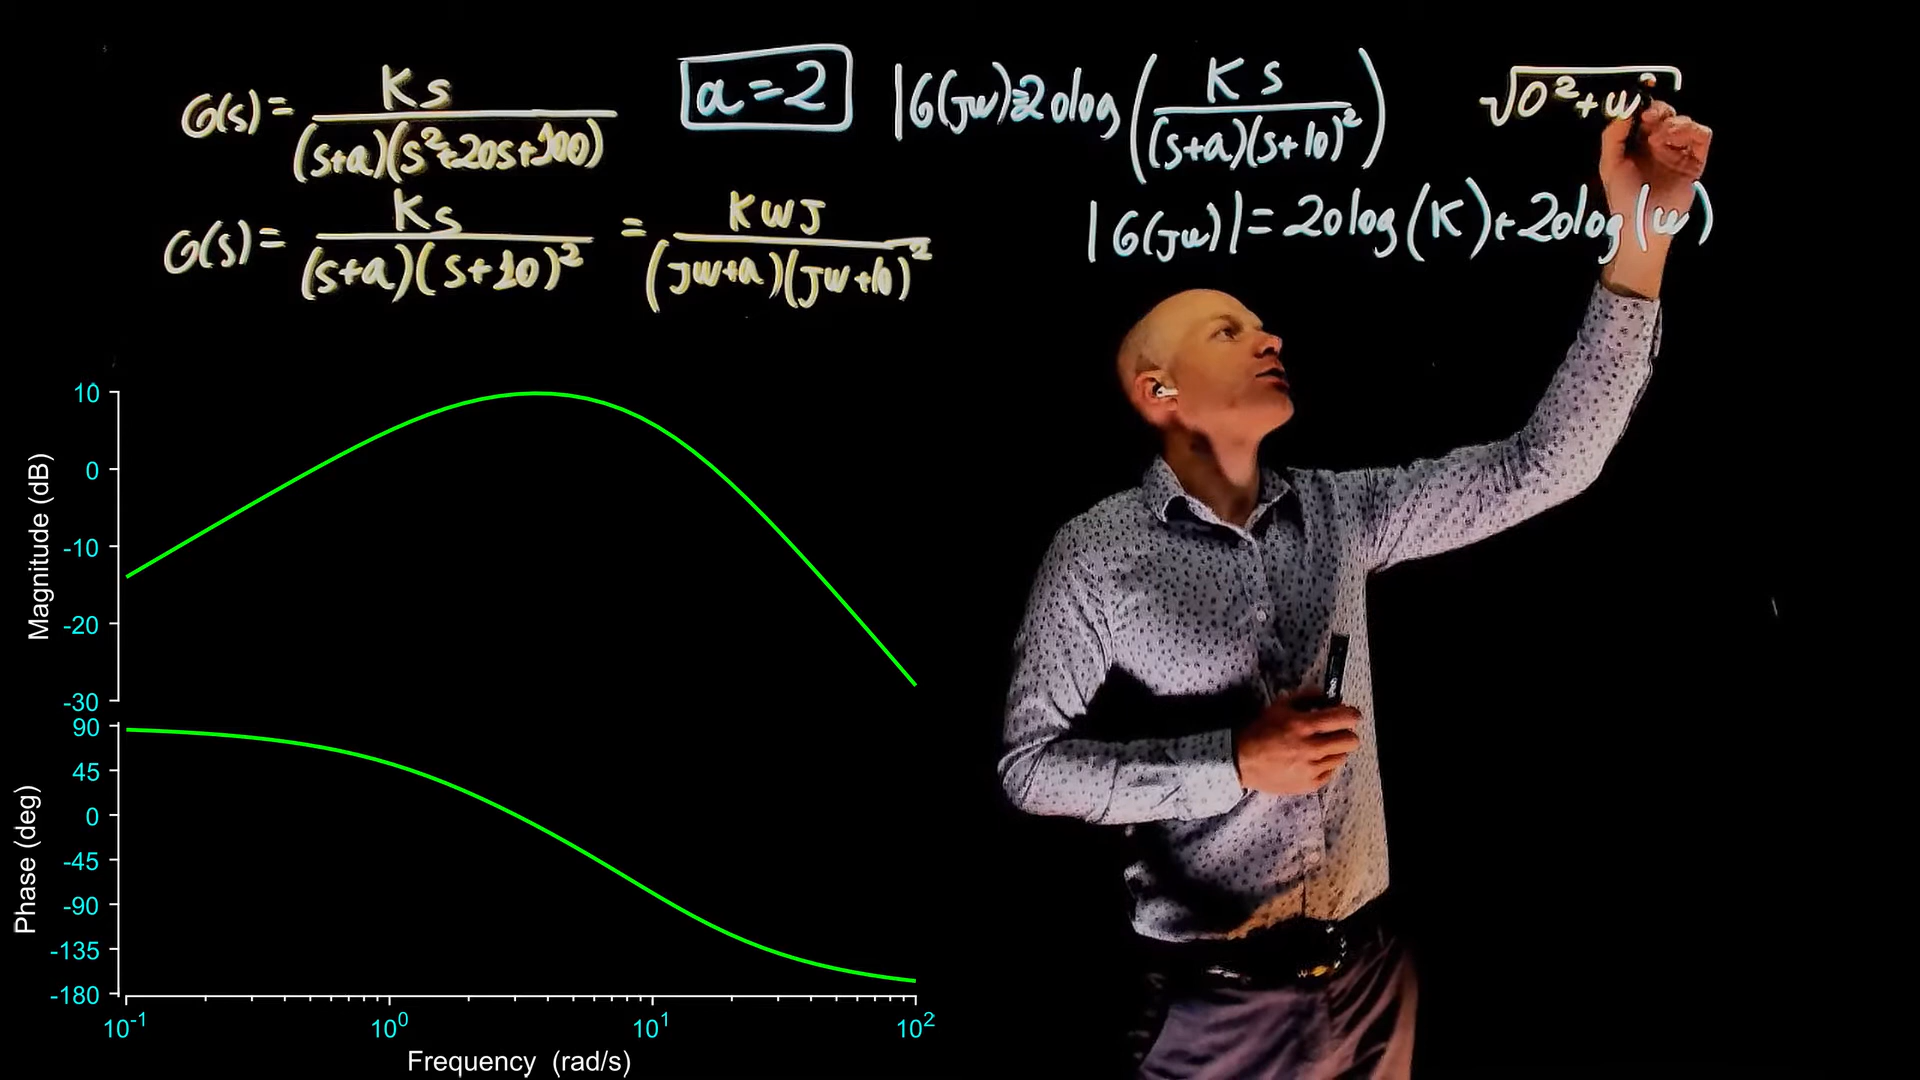 G(s) = Ks / (s+a)(s²+20s+100)
a = 2
|G(jω)=20log(Ks / (s+a)(s+10)²)
√0²+ω²
G(s) = Ks / (s+a)(s+10)² = Kωj / (jω+a)(jω+10)²
|G(jω)| = 20log(K)+20log(ω)
10
0
-10
-20
-30
Magnitude (dB)
90
45
0
-45
-90
-135
-180
Phase (deg)
10⁻¹ 10⁰ 10¹ 10²
Frequency (rad/s)